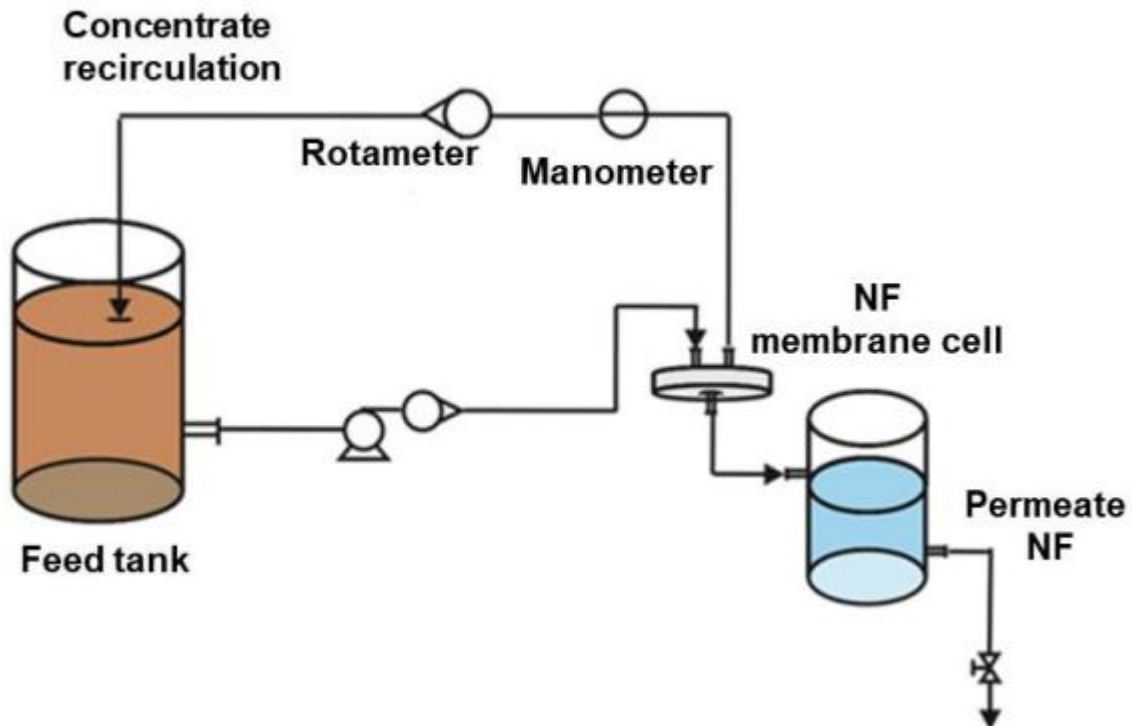 Concentrate
recirculation
Rotameter
Manometer
NF
membrane cell
Permeate
NF
Feed tank